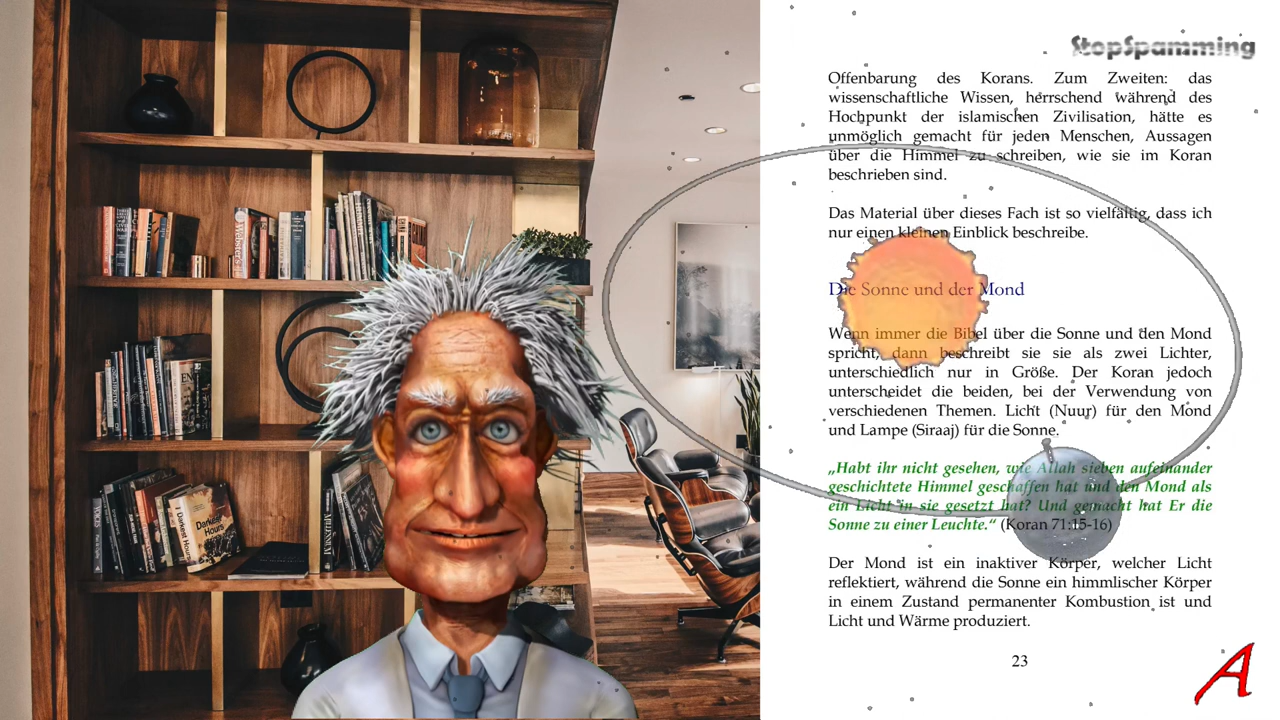 StopSpamming
Offenbarung des Korans. Zum Zweiten: das
wissenschaftliche Wissen, herrschend während des
Hochpunkt der islamischen Zivilisation, hätte es
unmöglich gemacht für jeden Menschen, Aussagen
über die Himmel zu schreiben, wie sie im Koran
beschrieben sind.
Das Material über dieses Fach ist so vielfältig, dass ich
nur einen kleinen Einblick beschreibe.
Die Sonne und der Mond
Wenn immer die Bibel über die Sonne und den Mond
spricht, dann beschreibt sie sie als zwei Lichter,
unterschiedlich nur in Größe. Der Koran jedoch
unterscheidet die beiden, bei der Verwendung von
verschiedenen Themen. Licht (Nuur) für den Mond
und Lampe (Siraaj) für die Sonne.
„Habt ihr nicht gesehen, wie Allah sieben aufeinander
geschichtete Himmel geschaffen hat und den Mond als
ein Licht in sie gesetzt hat? Und gemacht hat Er die
Sonne zu einer Leuchte.“ (Koran 71:15-16)
Der Mond ist ein inaktiver Körper, welcher Licht
reflektiert, während die Sonne ein himmlischer Körper
in einem Zustand permanenter Kombustion ist und
Licht und Wärme produziert.
23
A
Darkest
Hours